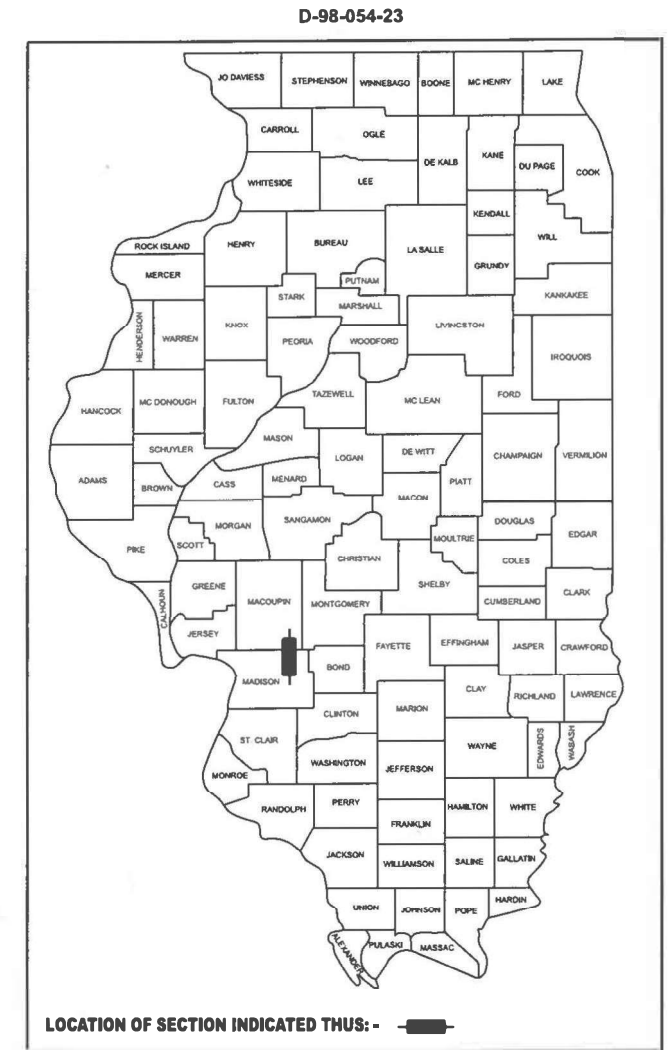 D-98-054-23
JO DAVIESS
STEPHENSON
WINNEBAGO
BOONE
MC HENRY
LAKE
CARROLL
OGLE
DE KALB
KANE
DU PAGE
COOK
WHITESIDE
LEE
KENDALL
ROCK ISLAND
HENRY
BUREAU
LA SALLE
WILL
GRUNDY
MERCER
PUTNAM
STARK
MARSHALL
KANKAKEE
HENDERSON
WARREN
KNOX
PEORIA
WOODFORD
LIVINGSTON
IROQUOIS
HANCOCK
MC DONOUGH
FULTON
TAZEWELL
MC LEAN
FORD
MASON
SCHUYLER
LOGAN
DE WITT
CHAMPAIGN
VERMILION
ADAMS
BROWN
CASS
MENARD
MACON
PIATT
PIKE
SCOTT
MORGAN
SANGAMON
CHRISTIAN
MOULTRIE
DOUGLAS
COLES
EDGAR
CALHOUN
GREENE
MACOUPIN
MONTGOMERY
SHELBY
CUMBERLAND
CLARK
JERSEY
FAYETTE
EFFINGHAM
JASPER
CRAWFORD
MADISON
BOND
CLAY
RICHLAND
LAWRENCE
CLINTON
MARION
ST. CLAIR
WASHINGTON
JEFFERSON
WAYNE
EDWARDS
WABASH
MONROE
RANDOLPH
PERRY
FRANKLIN
HAMILTON
WHITE
JACKSON
WILLIAMSON
SALINE
GALLATIN
UNION
JOHNSON
POPE
HARDIN
ALEXANDER
PULASKI
MASSAC
LOCATION OF SECTION INDICATED THUS: -